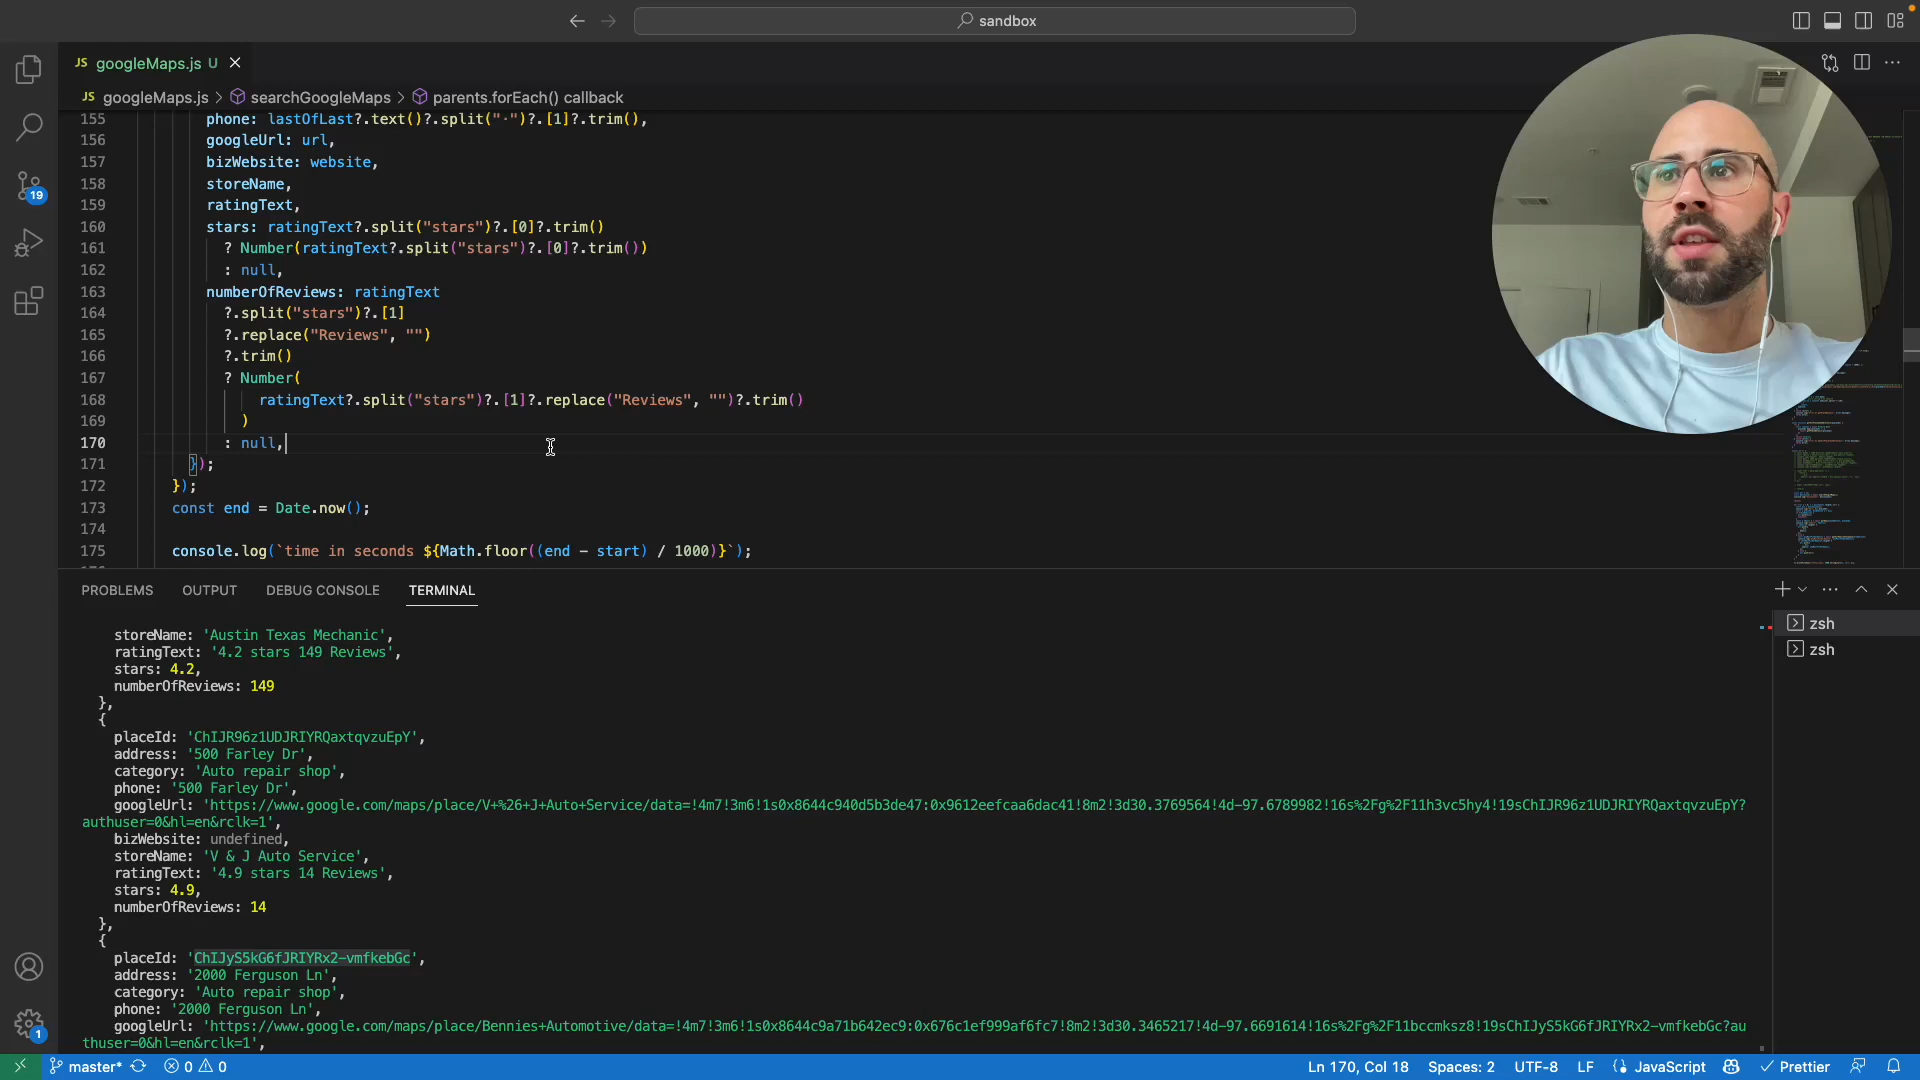 sandbox
JS googleMaps.js U
JS googleMaps.js > searchGoogleMaps > parents.forEach() callback
155 phone: lastOfLast?.text()?.split("·")?.[1]?.trim(),
156 googleUrl: url,
157 bizWebsite: website,
158 storeName,
159 ratingText,
160 stars: ratingText?.split("stars")?.[0]?.trim()
161 ? Number(ratingText?.split("stars")?.[0]?.trim())
162 : null,
163 numberOfReviews: ratingText
164 ?.split("stars")?.[1]
165 ?.replace("Reviews", "")
166 ?.trim()
167 ? Number(
168 ratingText?.split("stars")?.[1]?.replace("Reviews", "")?.trim()
169 )
170 : null,
171 });
172 });
173 const end = Date.now();
174
175 console.log(`time in seconds ${Math.floor((end - start) / 1000)}`);
19
PROBLEMS OUTPUT DEBUG CONSOLE TERMINAL
zsh
zsh
storeName: 'Austin Texas Mechanic',
ratingText: '4.2 stars 149 Reviews',
stars: 4.2,
numberOfReviews: 149
},
{
placeId: 'ChIJR96z1UDJRIYRQaxtqvzuEpY',
address: '500 Farley Dr',
category: 'Auto repair shop',
phone: '500 Farley Dr',
googleUrl: 'https://www.google.com/maps/place/V+%26+J+Auto+Service/data=!4m7!3m6!1s0x8644c940d5b3de47:0x9612eefcaa6dac41!8m2!3d30.3769564!4d-97.6789982!16s%2Fg%2F11h3vc5hy4!19sChIJR96z1UDJRIYRQaxtqvzuEpY?
authuser=0&hl=en&rclk=1',
bizWebsite: undefined,
storeName: 'V & J Auto Service',
ratingText: '4.9 stars 14 Reviews',
stars: 4.9,
numberOfReviews: 14
},
{
placeId: 'ChIJyS5kG6fJRIYRx2-vmfkebGc',
address: '2000 Ferguson Ln',
category: 'Auto repair shop',
phone: '2000 Ferguson Ln',
googleUrl: 'https://www.google.com/maps/place/Bennies+Automotive/data=!4m7!3m6!1s0x8644c9a71b642ec9:0x676c1ef999af6fc7!8m2!3d30.3465217!4d-97.6691614!16s%2Fg%2F11bccmksz8!19sChIJyS5kG6fJRIYRx2-vmfkebGc?au
thuser=0&hl=en&rclk=1',
1
master* 0 0 Ln 170, Col 18 Spaces: 2 UTF-8 LF JavaScript Prettier